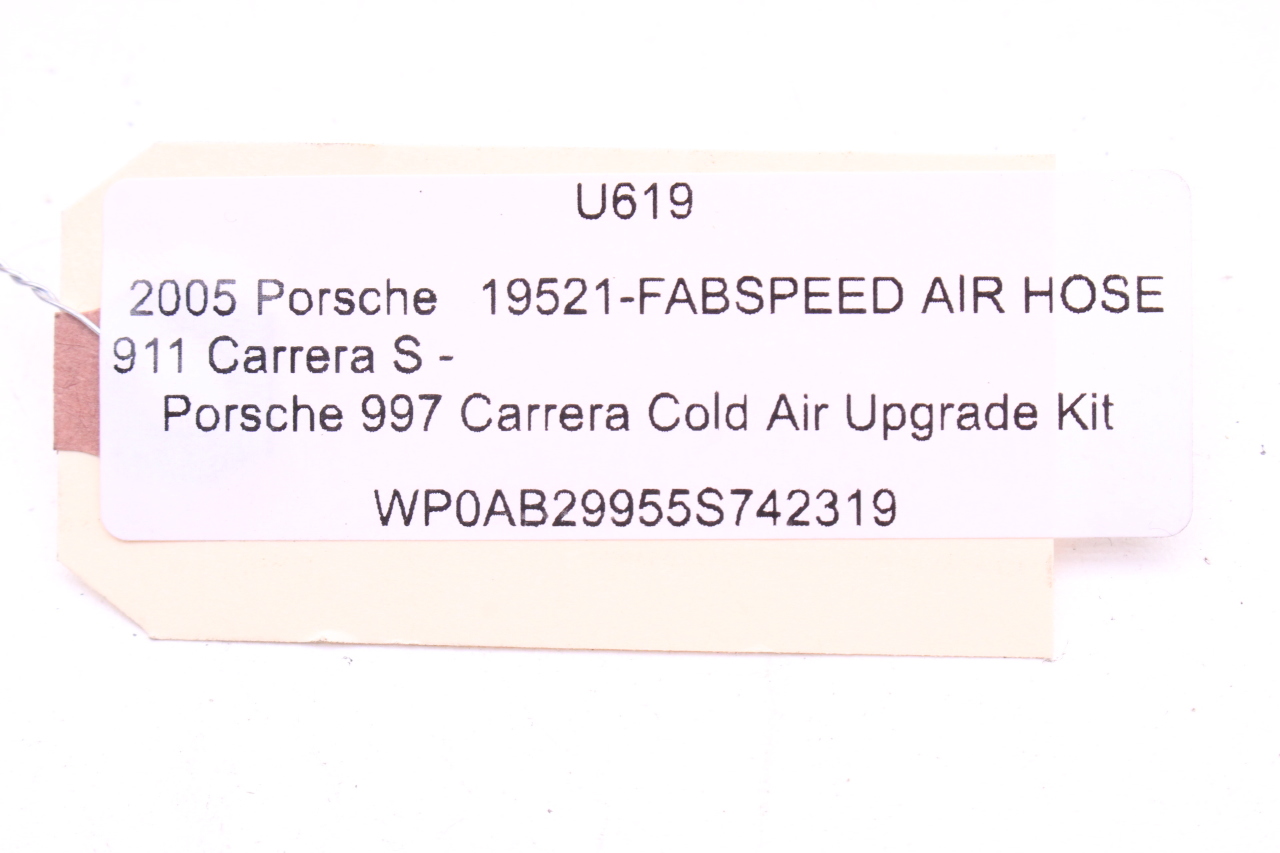 U619
2005 Porsche 19521-FABSPEED AIR HOSE
911 Carrera S -
Porsche 997 Carrera Cold Air Upgrade Kit
WP0AB29955S742319